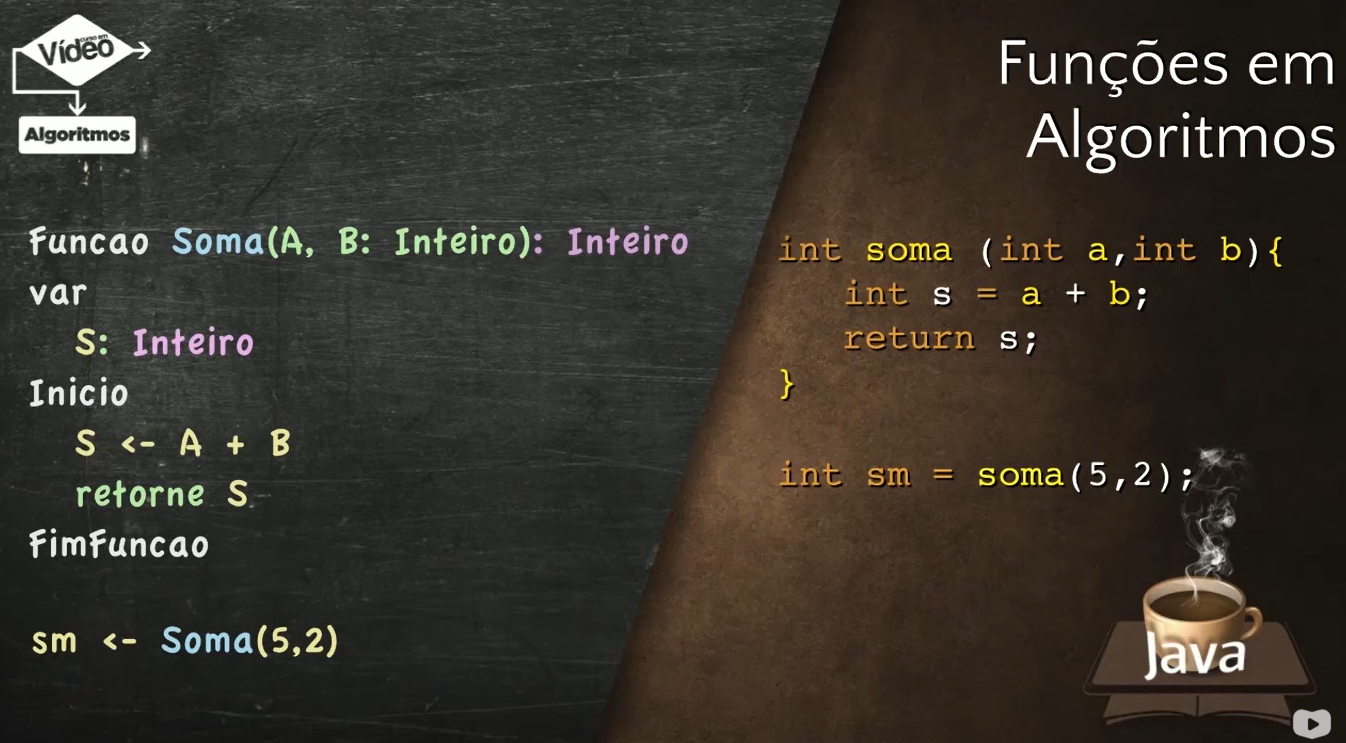 curso em
Vídeo
Algoritmos
Funções em
Algoritmos
Funcao Soma(A, B: Inteiro): Inteiro
var
S: Inteiro
Inicio
S <- A + B
retorne S
FimFuncao
sm <- Soma(5,2)
int soma (int a,int b){
int s = a + b;
return s;
}
int sm = soma(5,2);
Java